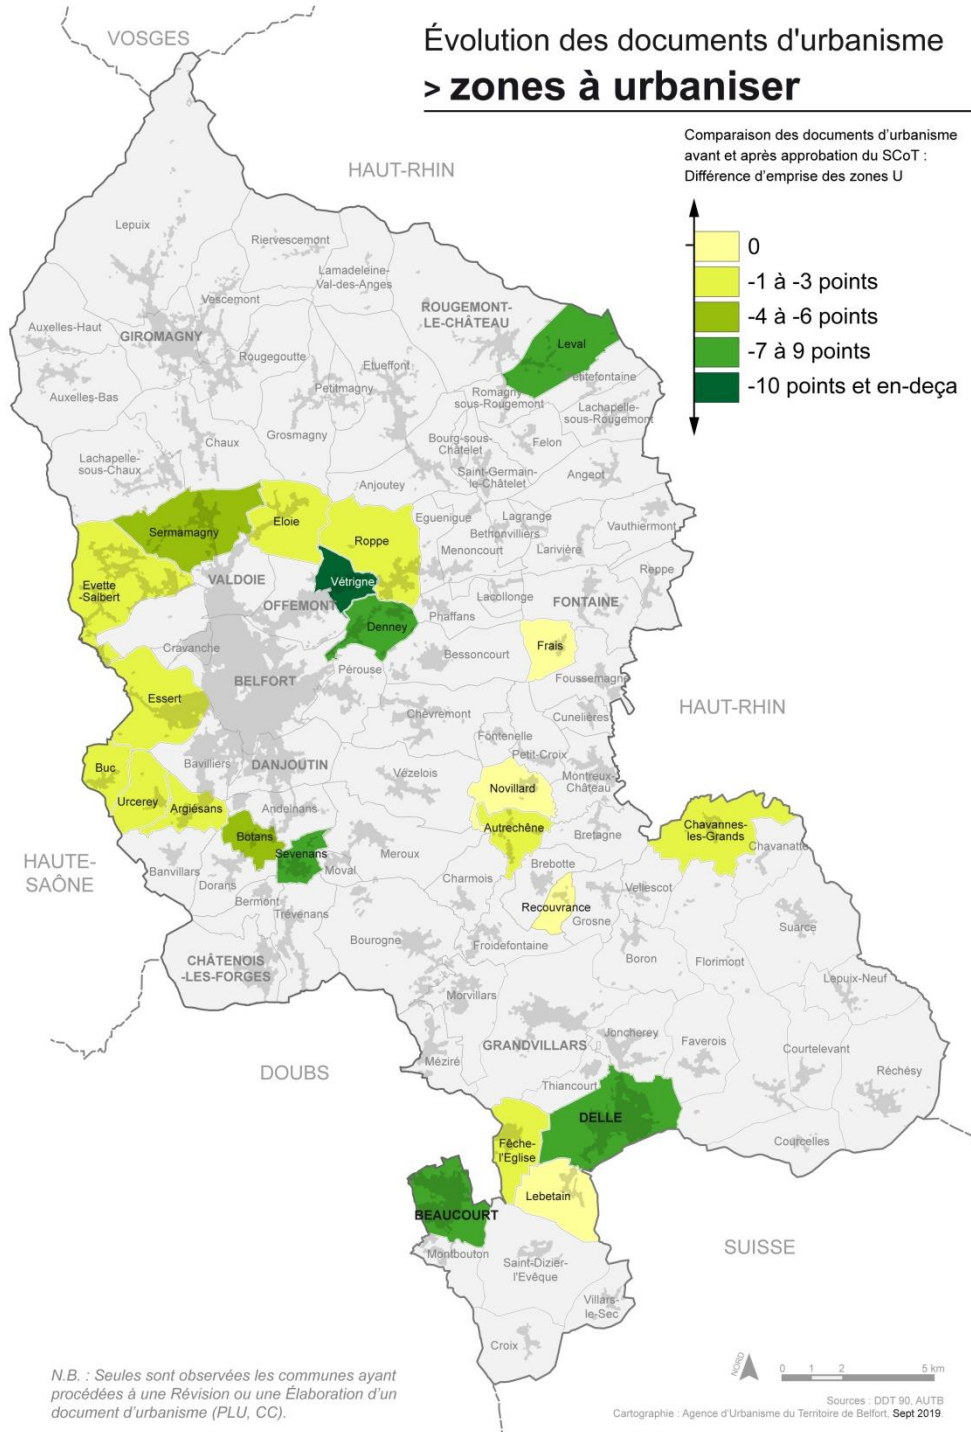 VOSGES
Évolution des documents d'urbanisme
> zones à urbaniser
Comparaison des documents d'urbanisme
avant et après approbation du SCoT :
Différence d'emprise des zones U
0
-1 à -3 points
-4 à -6 points
-7 à 9 points
-10 points et en-deça
HAUT-RHIN
Lepuix
Riervescemont
Lamadeleine-
Val-des-Anges
Vescemont
ROUGEMONT-
LE-CHÂTEAU
Auxelles-Haut
GIROMAGNY
Leval
Rougegoutte
Etueffont
Petitefontaine
Auxelles-Bas
Petitmagny
Romagny
sous-Rougemont
Lachapelle-
sous-Rougemont
Chaux
Grosmagny
Bourg-sous-
Châtelet
Felon
Lachapelle-
sous-Chaux
Saint-Germain-
le-Châtelet
Angeot
Anjoutey
Sermamagny
Eloie
Roppe
Eguenigue
Lagrange
Bethonvilliers
Vauthiermont
Menoncourt
Larivière
Reppe
Evette
-Salbert
VALDOIE
Vétrigne
Lacollonge
OFFEMONT
FONTAINE
Denney
Phaffans
Cravanche
Frais
Bessoncourt
Pérouse
Foussemagne
BELFORT
Essert
Chèvremont
Cunelières
HAUT-RHIN
Fontenelle
Petit-Croix
Buc
Bavilliers
DANJOUTIN
Vézelois
Montreux-
Château
Novillard
Urcerey
Argiésans
Andelnans
Autrechêne
Chavannes-
les-Grands
Botans
Bretagne
Chavanatte
Sévenans
Meroux
HAUTE-
SAÔNE
Banvillars
Moval
Brebotte
Dorans
Charmois
Vellescot
Bermont
Trévenans
Recouvrance
Grosne
Suarce
Bourogne
Froidefontaine
CHÂTENOIS
-LES-FORGES
Boron
Florimont
Lepuix-Neuf
Morvillars
Joncherey
GRANDVILLARS
Faverois
Courtelevant
Méziré
Réchésy
DOUBS
Thiancourt
DELLE
Courcelles
Fêche-
l'Eglise
Lebetain
BEAUCOURT
SUISSE
Montbouton
Saint-Dizier-
l'Evêque
Villars-
le-Sec
Croix
N.B. : Seules sont observées les communes ayant
procédées à une Révision ou une Élaboration d'un
document d'urbanisme (PLU, CC).
NORD
0 1 2 5 km
Sources : DDT 90, AUTB
Cartographie : Agence d'Urbanisme du Territoire de Belfort, Sept 2019.